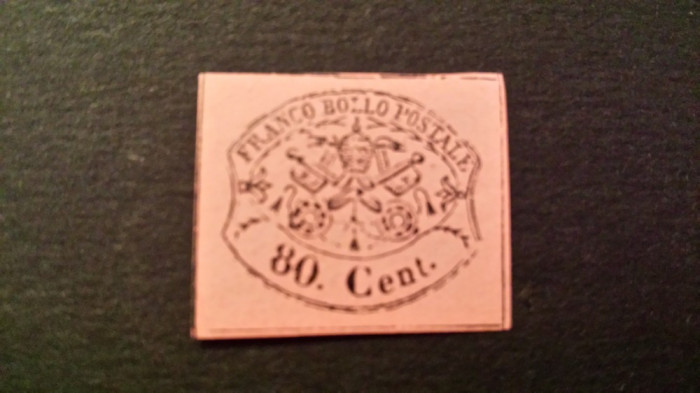 FRANCO BOLLO POSTALE
80. Cent.